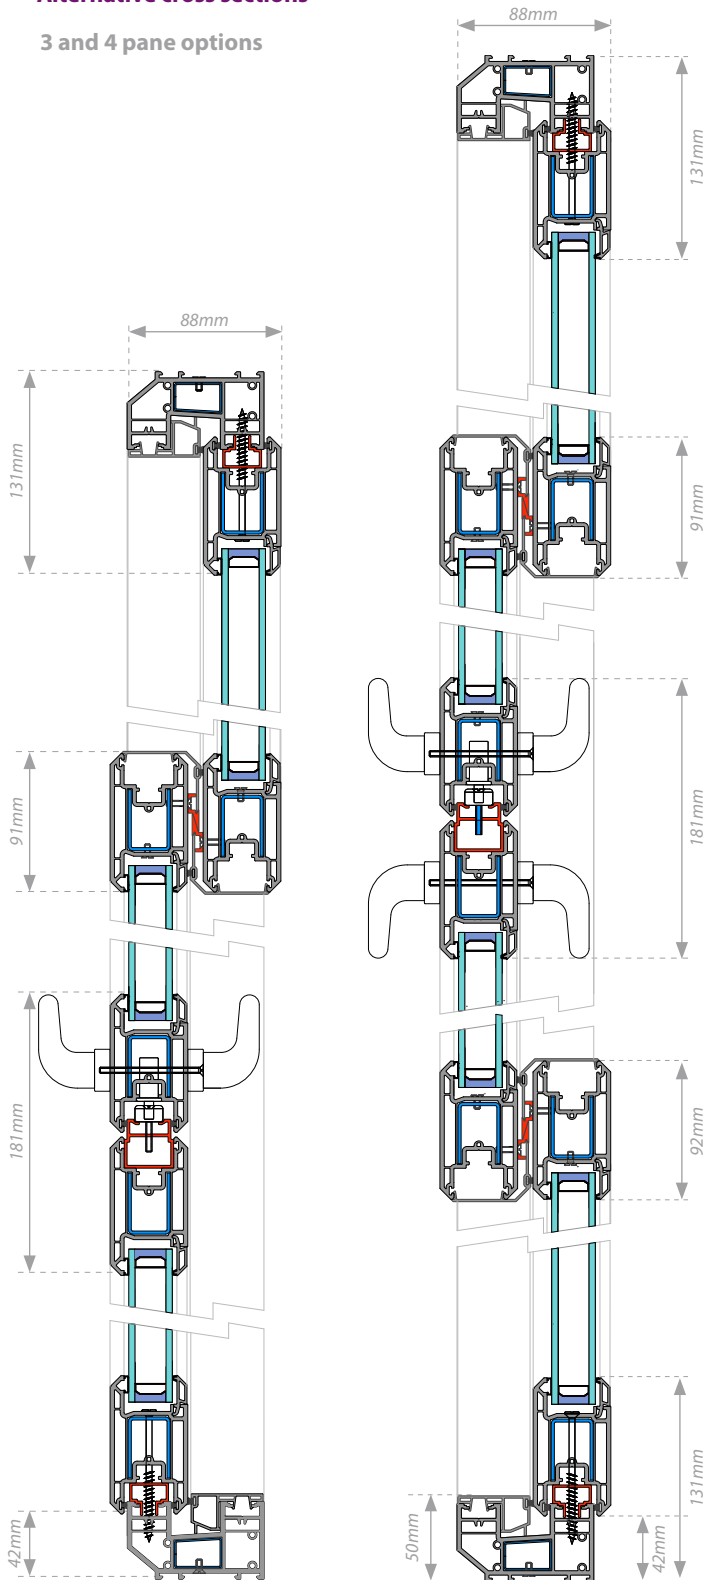 Alternative cross sections
3 and 4 pane options
88mm
131mm
91mm
181mm
42mm
88mm
131mm
91mm
181mm
92mm
131mm
50mm
42mm